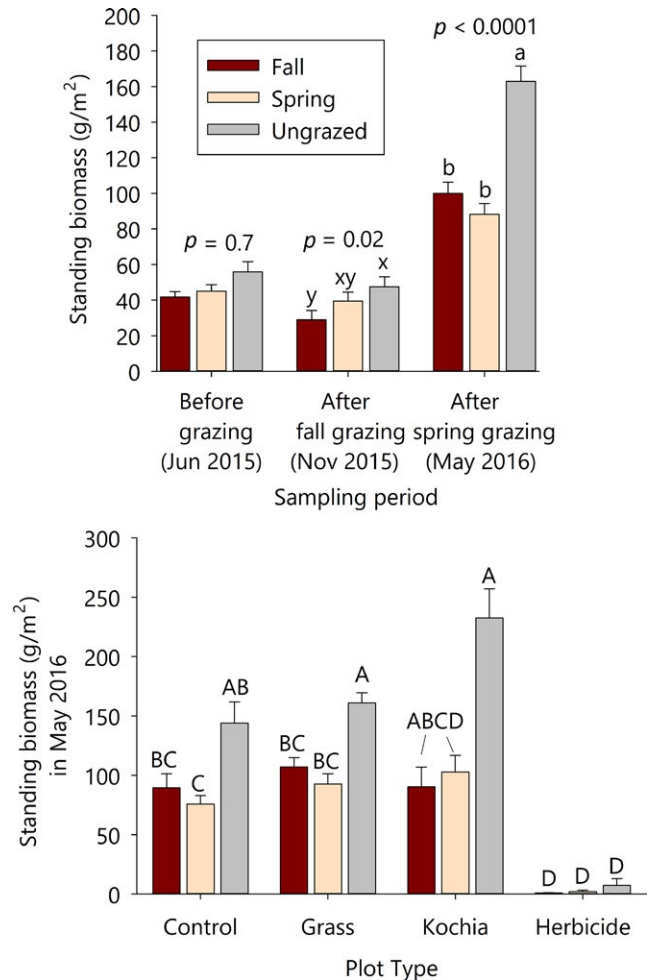 Standing biomass (g/m²)
200
180
160
140
120
100
80
60
40
20
0
Fall
Spring
Ungrazed
p = 0.7
p = 0.02
p < 0.0001
y
xy
x
b
b
a
Before
grazing
(Jun 2015)
After
fall grazing
(Nov 2015)
After
spring grazing
(May 2016)
Sampling period
Standing biomass (g/m²)
in May 2016
300
250
200
150
100
50
0
BC
C
AB
BC
BC
A
ABCD
A
D
D
D
Control
Grass
Kochia
Herbicide
Plot Type